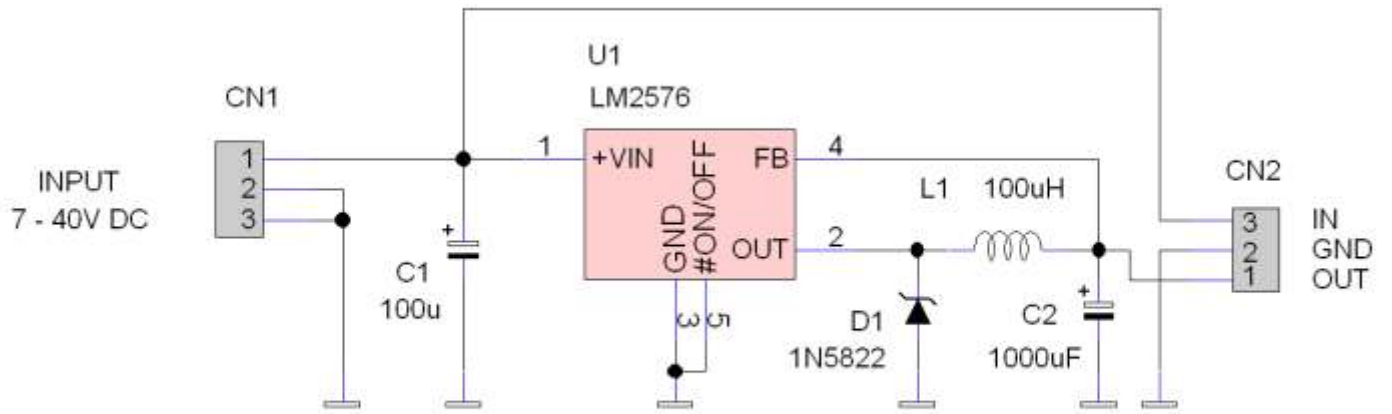 U1
LM2576
CN1
1
2
3
INPUT
7 - 40V DC
1
+VIN
FB
4
GND
#ON/OFF
OUT
2
3
5
C1
+
100u
L1
100uH
D1
1N5822
C2
+
1000uF
CN2
3
IN
2
GND
1
OUT